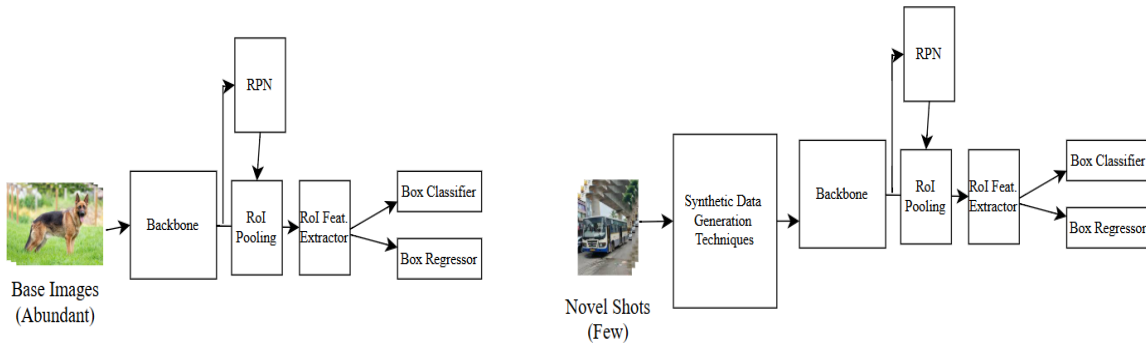 RPN
Backbone
RoI
Pooling
RoI Feat.
Extractor
Box Classifier
Box Regressor
Base Images
(Abundant)
RPN
Synthetic Data
Generation
Techniques
Backbone
RoI
Pooling
RoI Feat.
Extractor
Box Classifier
Box Regressor
Novel Shots
(Few)